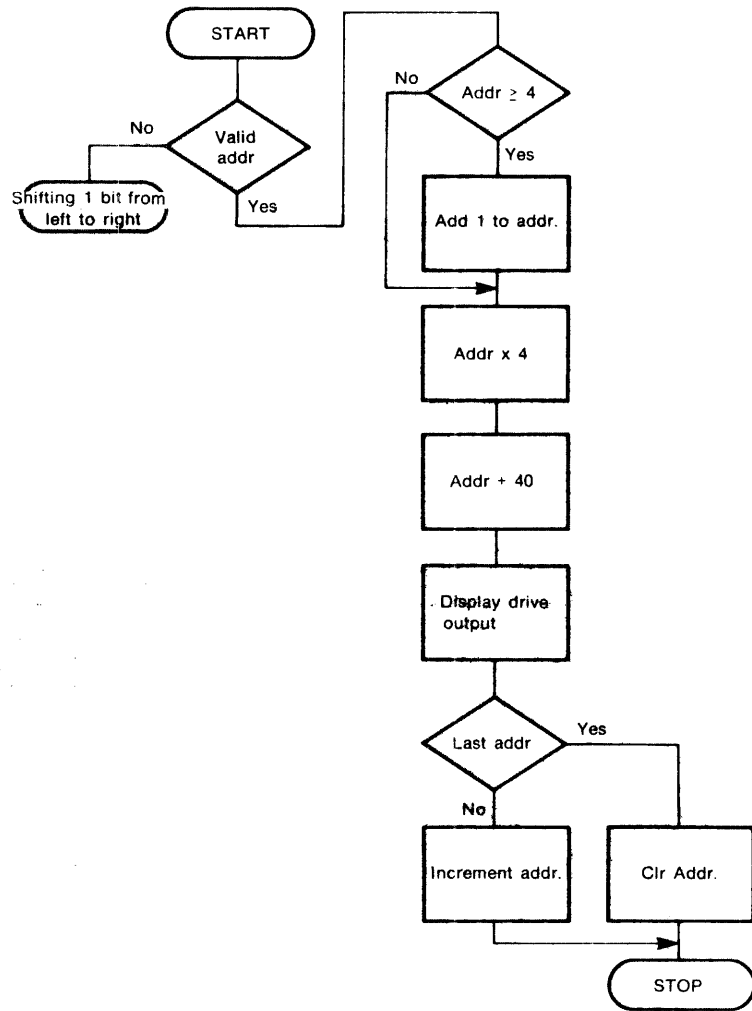 START
Valid
addr
No
Yes
Shifting 1 bit from
left to right
Addr ≥ 4
No
Yes
Add 1 to addr.
Addr x 4
Addr + 40
Display drive
output
Last addr
Yes
No
Increment addr.
Clr Addr.
STOP